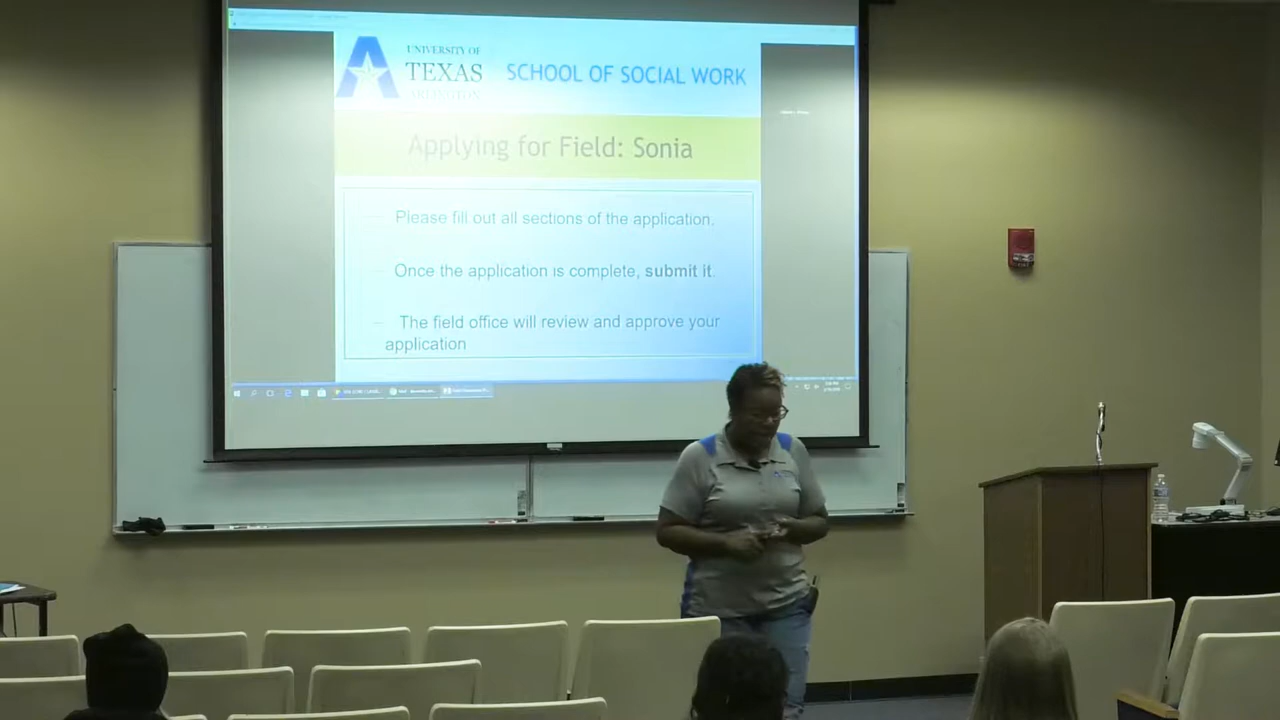 UNIVERSITY OF
TEXAS
ARLINGTON
SCHOOL OF SOCIAL WORK
Applying for Field: Sonia
— Please fill out all sections of the application.
— Once the application is complete, submit it.
— The field office will review and approve your
application